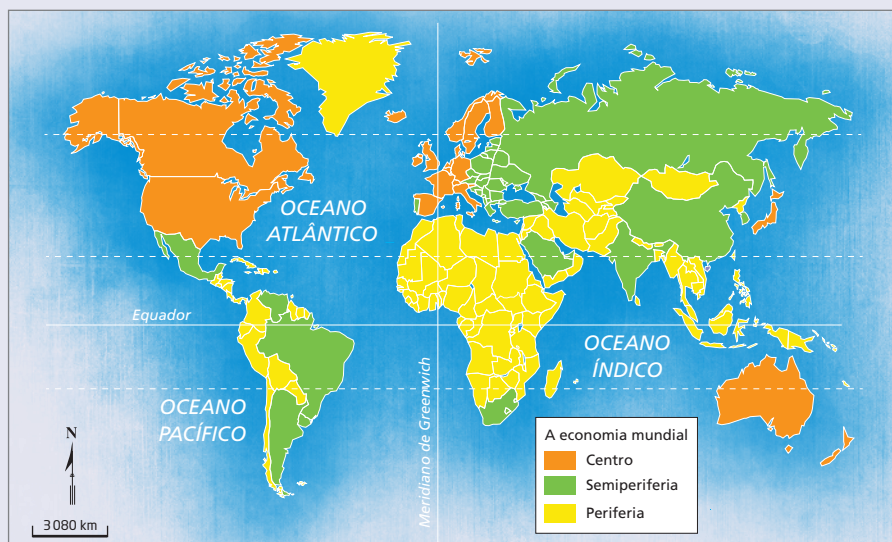 OCEANO
ATLÂNTICO
Equador
OCEANO
ÍNDICO
OCEANO
PACÍFICO
Meridiano de Greenwich
N
3 080 km
A economia mundial
Centro
Semiperiferia
Periferia